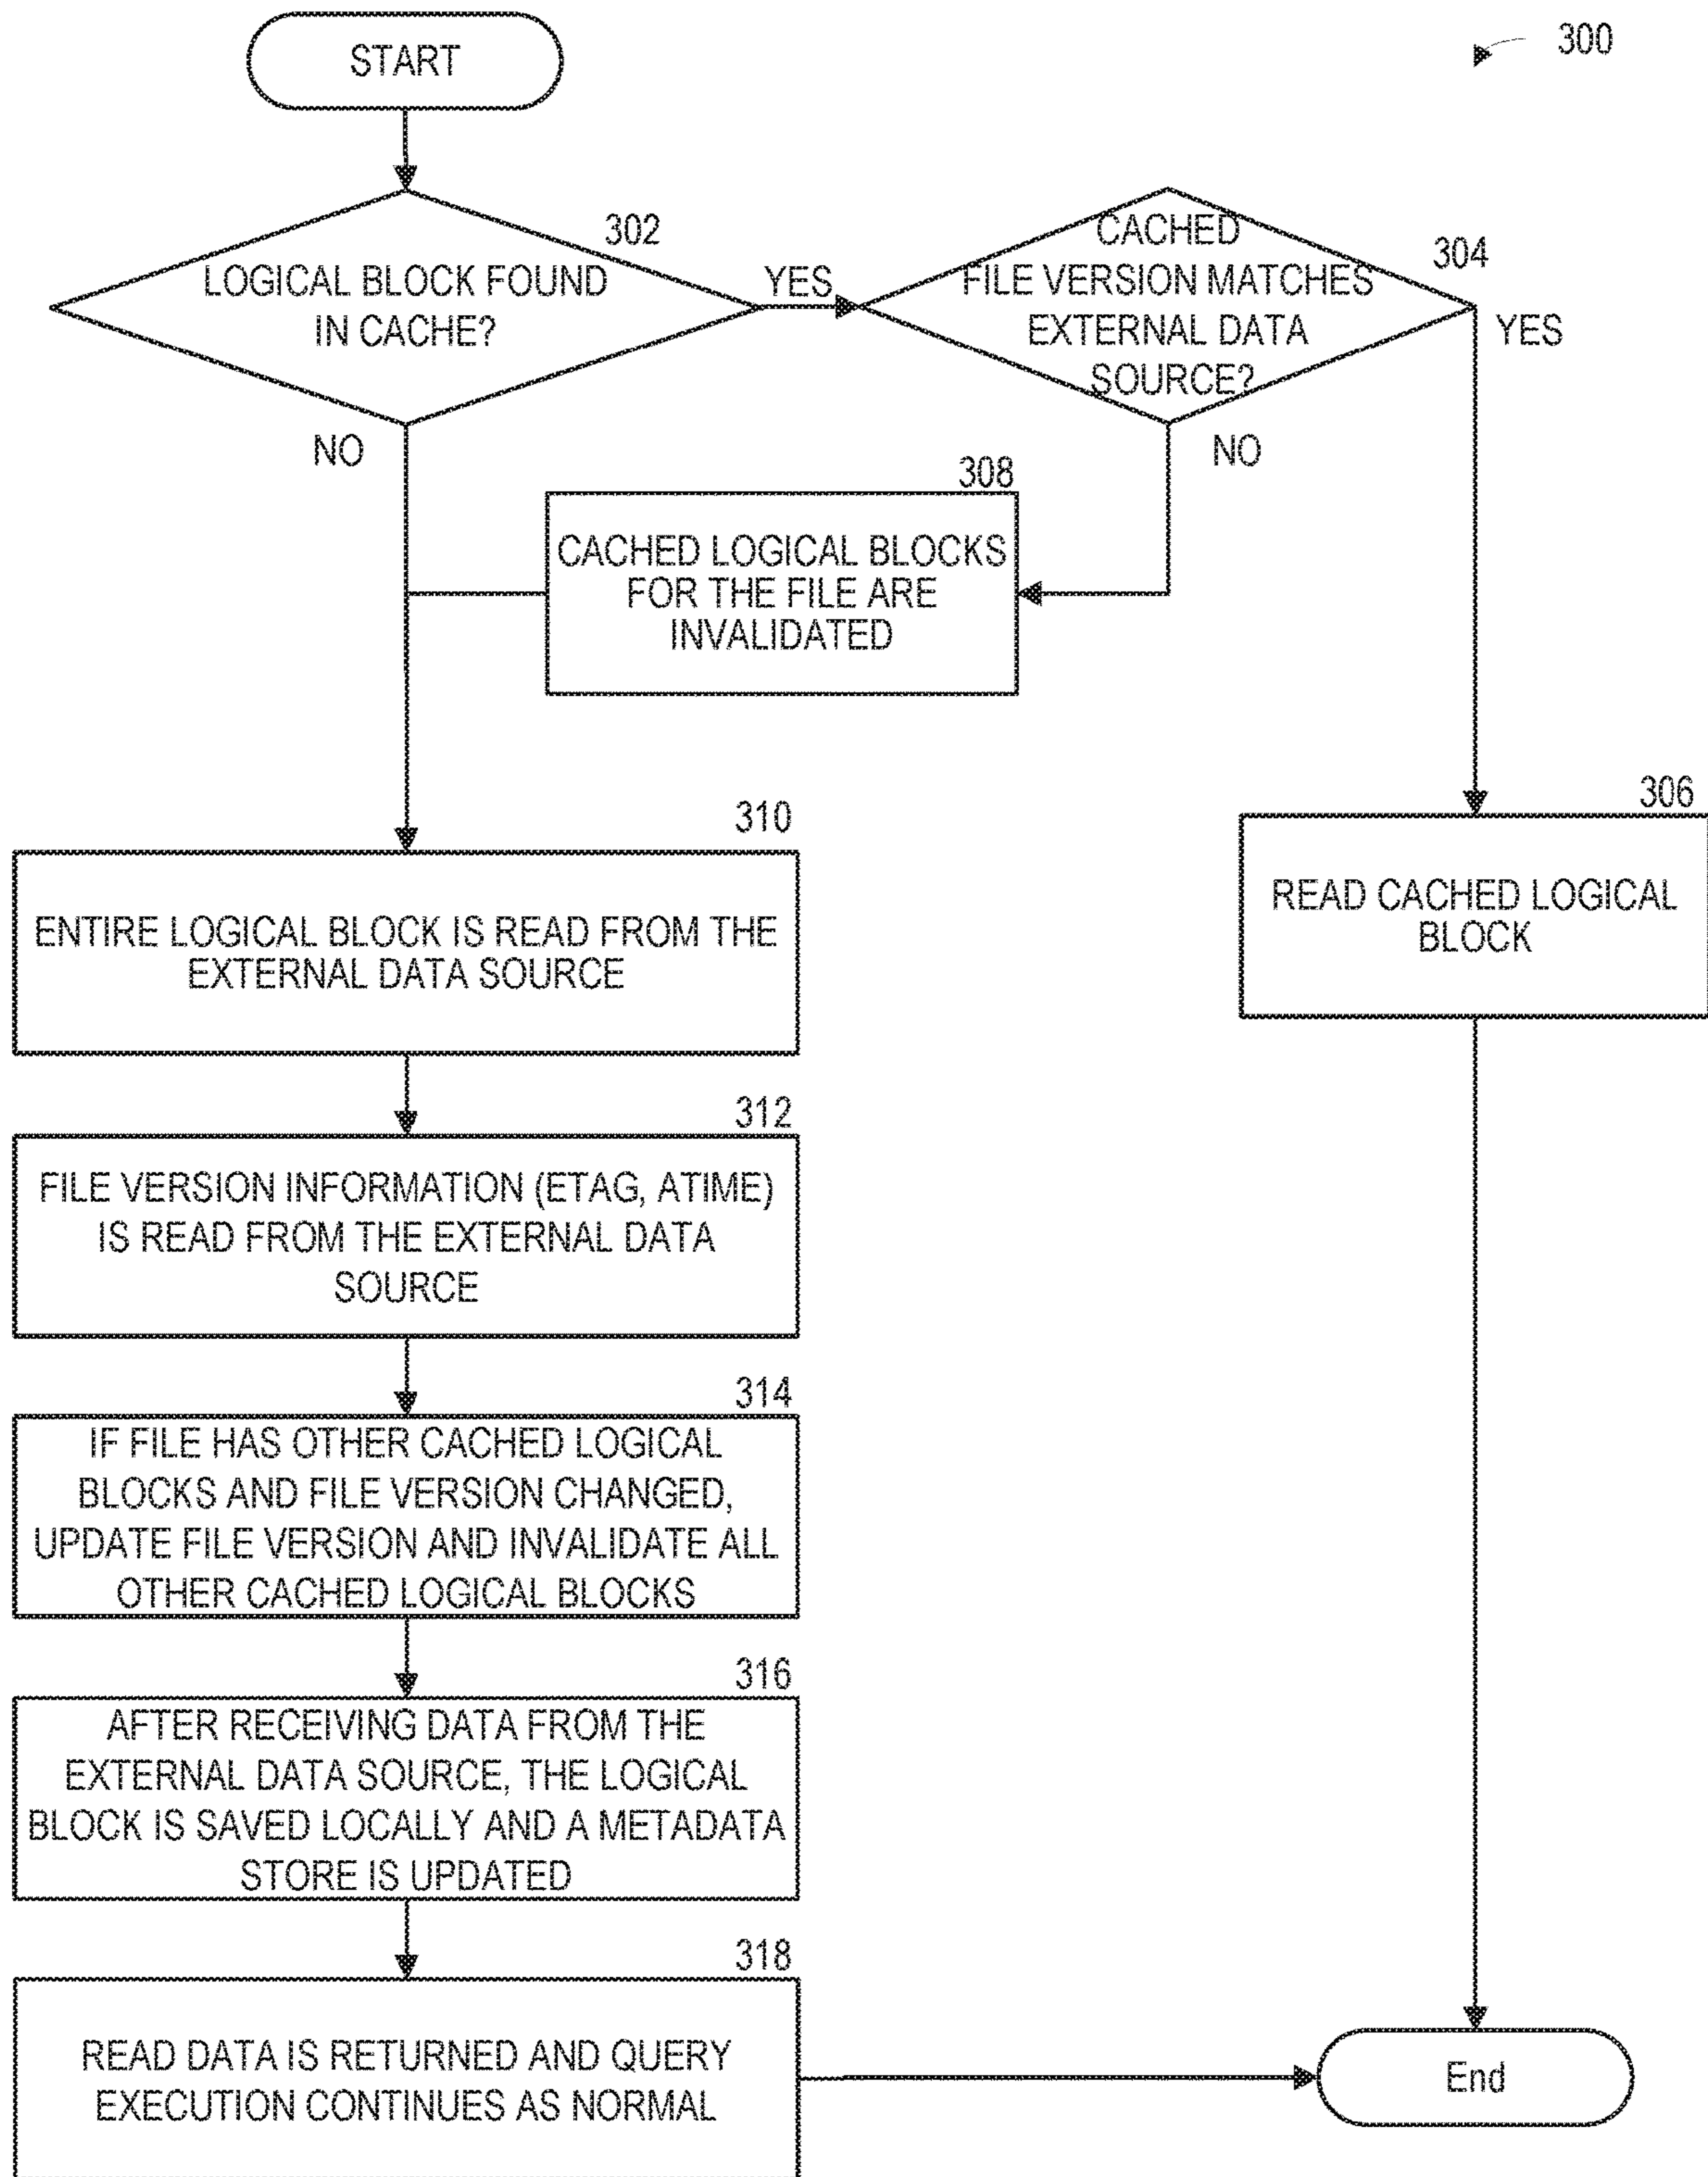 START
300
302
LOGICAL BLOCK FOUND
IN CACHE?
YES
NO
CACHED
FILE VERSION MATCHES
EXTERNAL DATA
SOURCE?
304
YES
NO
308
CACHED LOGICAL BLOCKS
FOR THE FILE ARE
INVALIDATED
306
READ CACHED LOGICAL
BLOCK
310
ENTIRE LOGICAL BLOCK IS READ FROM THE
EXTERNAL DATA SOURCE
312
FILE VERSION INFORMATION (ETAG, ATIME)
IS READ FROM THE EXTERNAL DATA
SOURCE
314
IF FILE HAS OTHER CACHED LOGICAL
BLOCKS AND FILE VERSION CHANGED,
UPDATE FILE VERSION AND INVALIDATE ALL
OTHER CACHED LOGICAL BLOCKS
316
AFTER RECEIVING DATA FROM THE
EXTERNAL DATA SOURCE, THE LOGICAL
BLOCK IS SAVED LOCALLY AND A METADATA
STORE IS UPDATED
318
READ DATA IS RETURNED AND QUERY
EXECUTION CONTINUES AS NORMAL
End